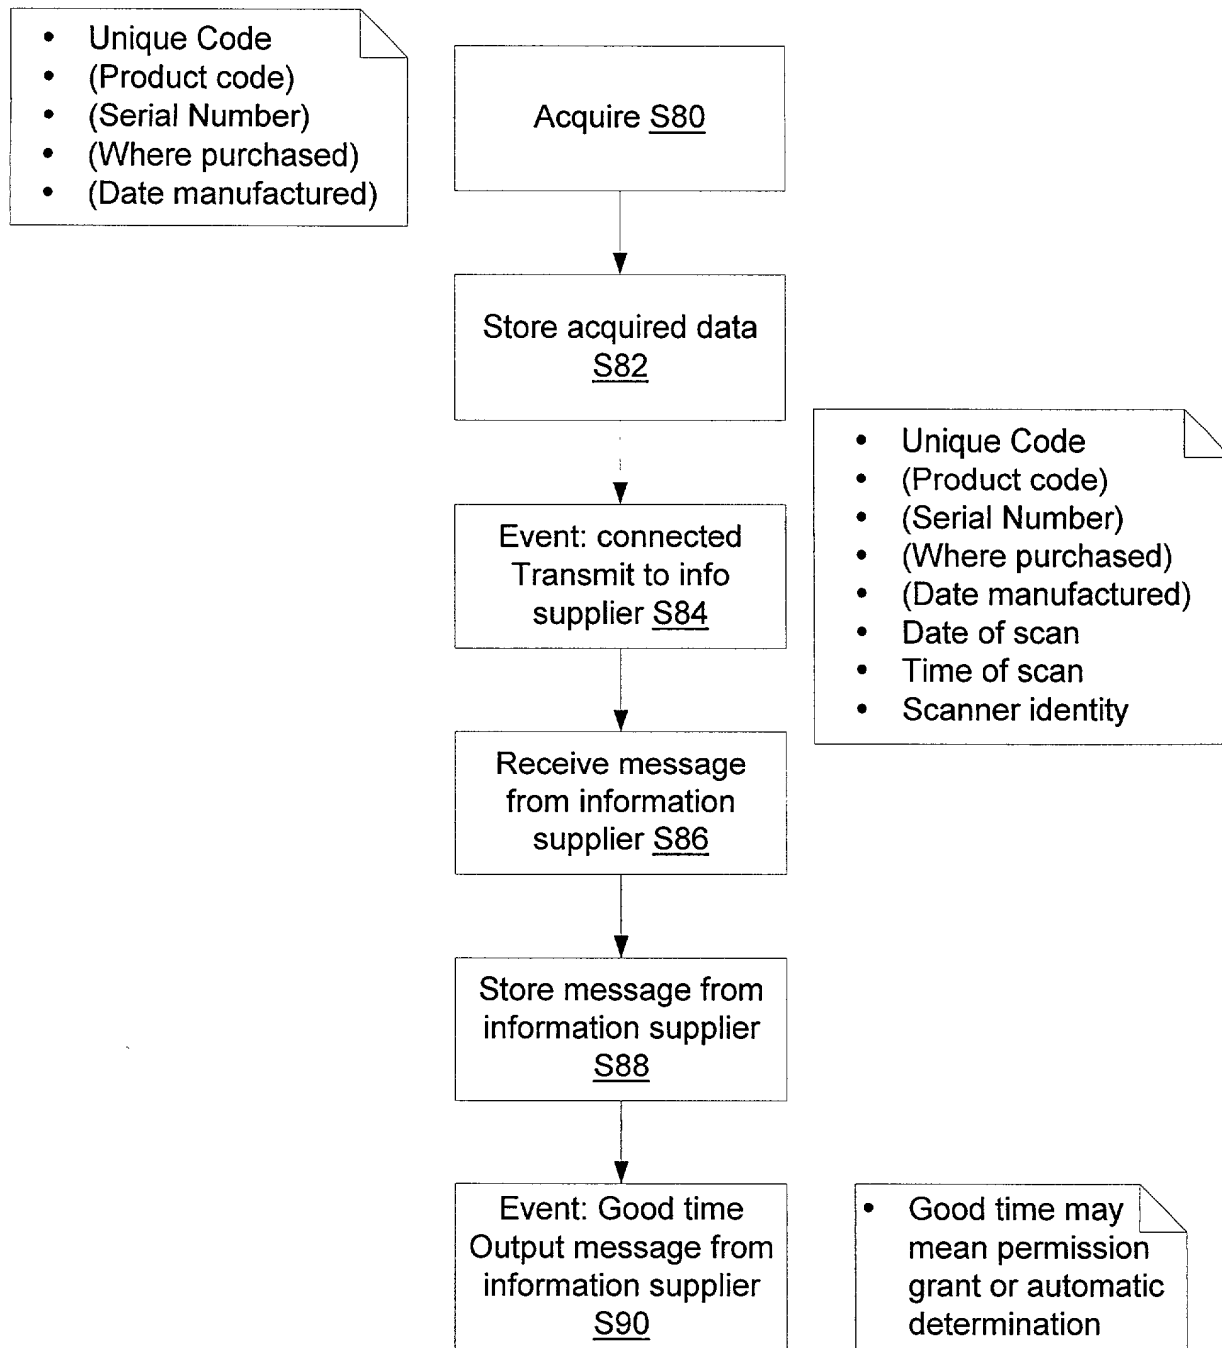 • Unique Code
• (Product code)
• (Serial Number)
• (Where purchased)
• (Date manufactured)
Acquire S80
Store acquired data
S82
• Unique Code
• (Product code)
• (Serial Number)
• (Where purchased)
• (Date manufactured)
• Date of scan
• Time of scan
• Scanner identity
Event: connected
Transmit to info
supplier S84
Receive message
from information
supplier S86
Store message from
information supplier
S88
Event: Good time
Output message from
information supplier
S90
• Good time may
mean permission
grant or automatic
determination